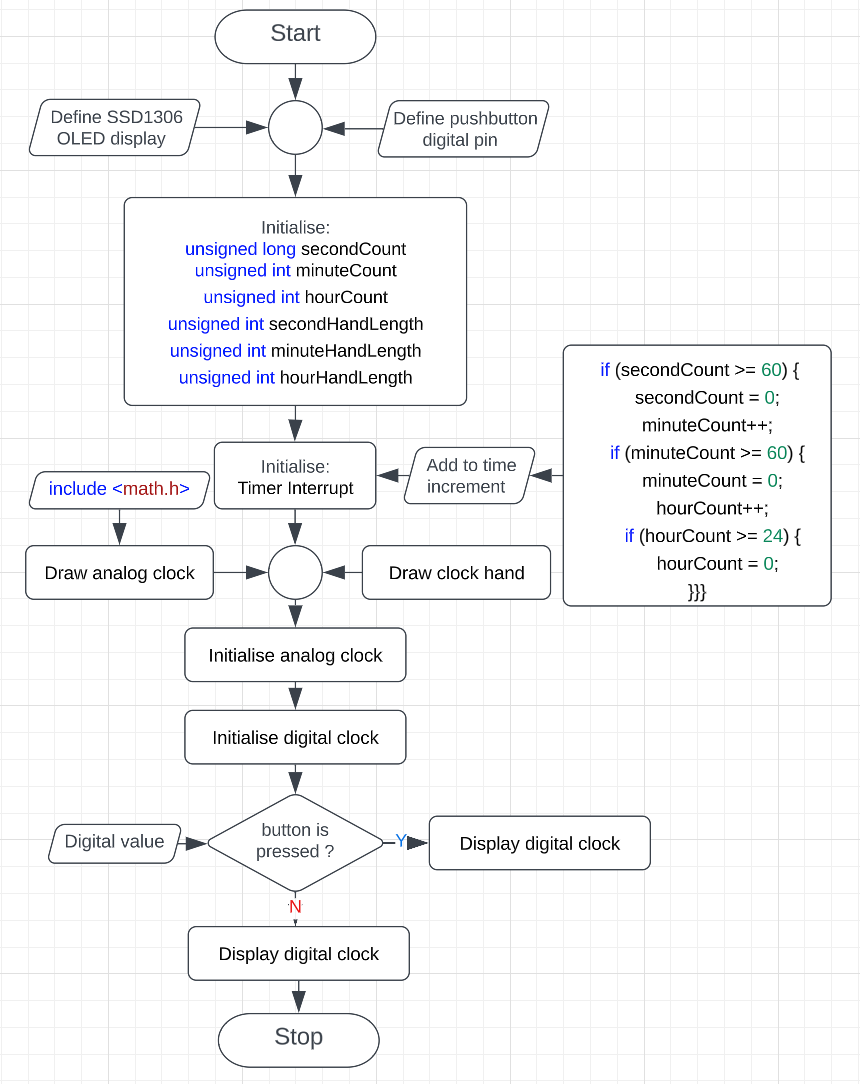 Start
Define SSD1306
OLED display
Define pushbutton
digital pin
Initialise:
unsigned long secondCount
unsigned int minuteCount
unsigned int hourCount
unsigned int secondHandLength
unsigned int minuteHandLength
unsigned int hourHandLength
if (secondCount >= 60) {
secondCount = 0;
minuteCount++;
if (minuteCount >= 60) {
minuteCount = 0;
hourCount++;
if (hourCount >= 24) {
hourCount = 0;
}}}
Add to time
increment
Initialise:
Timer Interrupt
include <math.h>
Draw analog clock
Draw clock hand
Initialise analog clock
Initialise digital clock
Digital value
button is
pressed ?
Y
Display digital clock
N
Display digital clock
Stop